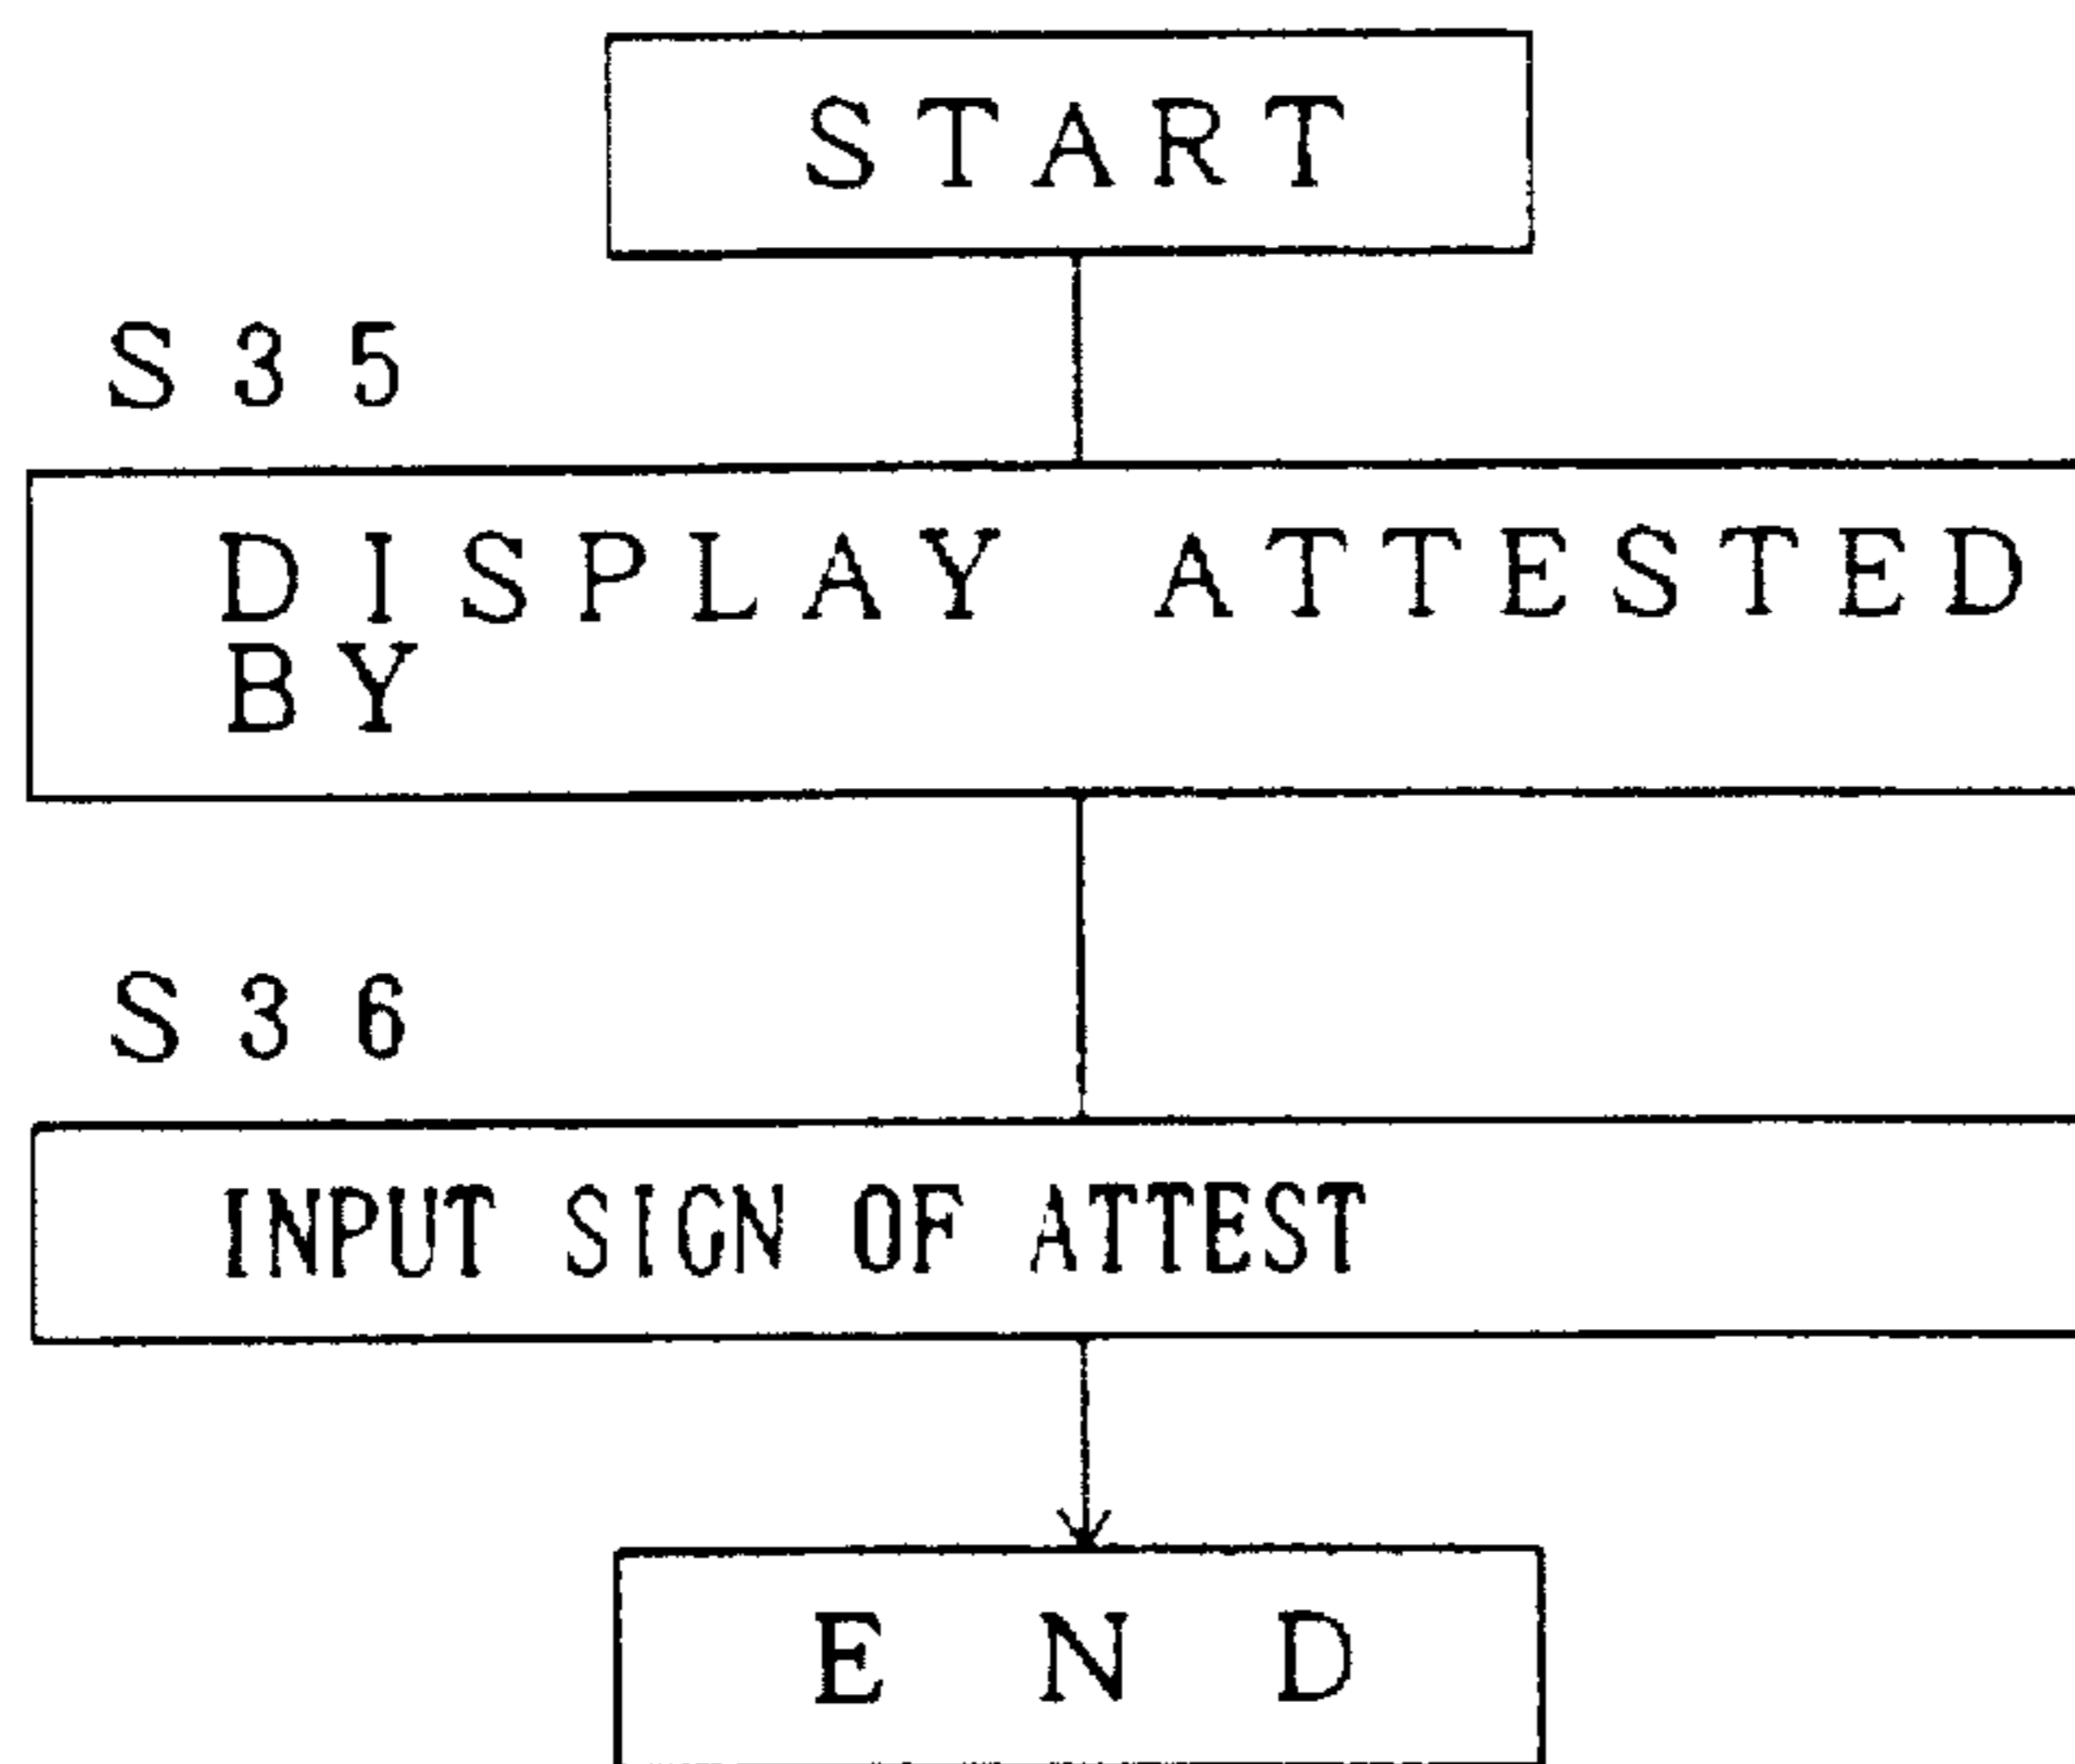 START
S35
DISPLAY ATTESTED
BY
S36
INPUT SIGN OF ATTEST
END